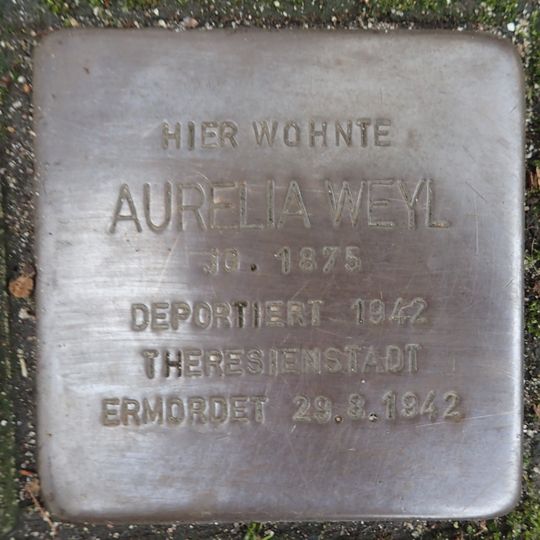 HIER WOHNTE
AURELIA WEYL
JG. 1875
DEPORTIERT 1942
THERESIENSTADT
ERMORDET 29.8.1942